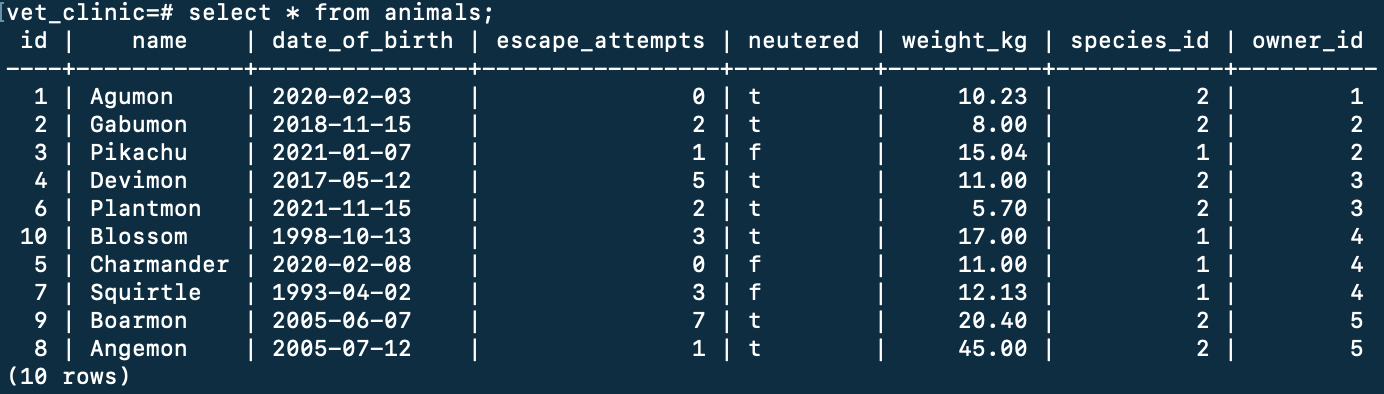 vet_clinic=# select * from animals;
 id |    name    | date_of_birth | escape_attempts | neutered | weight_kg | species_id | owner_id
----+------------+---------------+-----------------+----------+-----------+------------+----------
  1 | Agumon     | 2020-02-03    |               0 | t        |     10.23 |          2 |        1
  2 | Gabumon    | 2018-11-15    |               2 | t        |      8.00 |          2 |        2
  3 | Pikachu    | 2021-01-07    |               1 | f        |     15.04 |          1 |        2
  4 | Devimon    | 2017-05-12    |               5 | t        |     11.00 |          2 |        3
  6 | Plantmon   | 2021-11-15    |               2 | t        |      5.70 |          2 |        3
 10 | Blossom    | 1998-10-13    |               3 | t        |     17.00 |          1 |        4
  5 | Charmander | 2020-02-08    |               0 | f        |     11.00 |          1 |        4
  7 | Squirtle   | 1993-04-02    |               3 | f        |     12.13 |          1 |        4
  9 | Boarmon    | 2005-06-07    |               7 | t        |     20.40 |          2 |        5
  8 | Angemon    | 2005-07-12    |               1 | t        |     45.00 |          2 |        5
(10 rows)